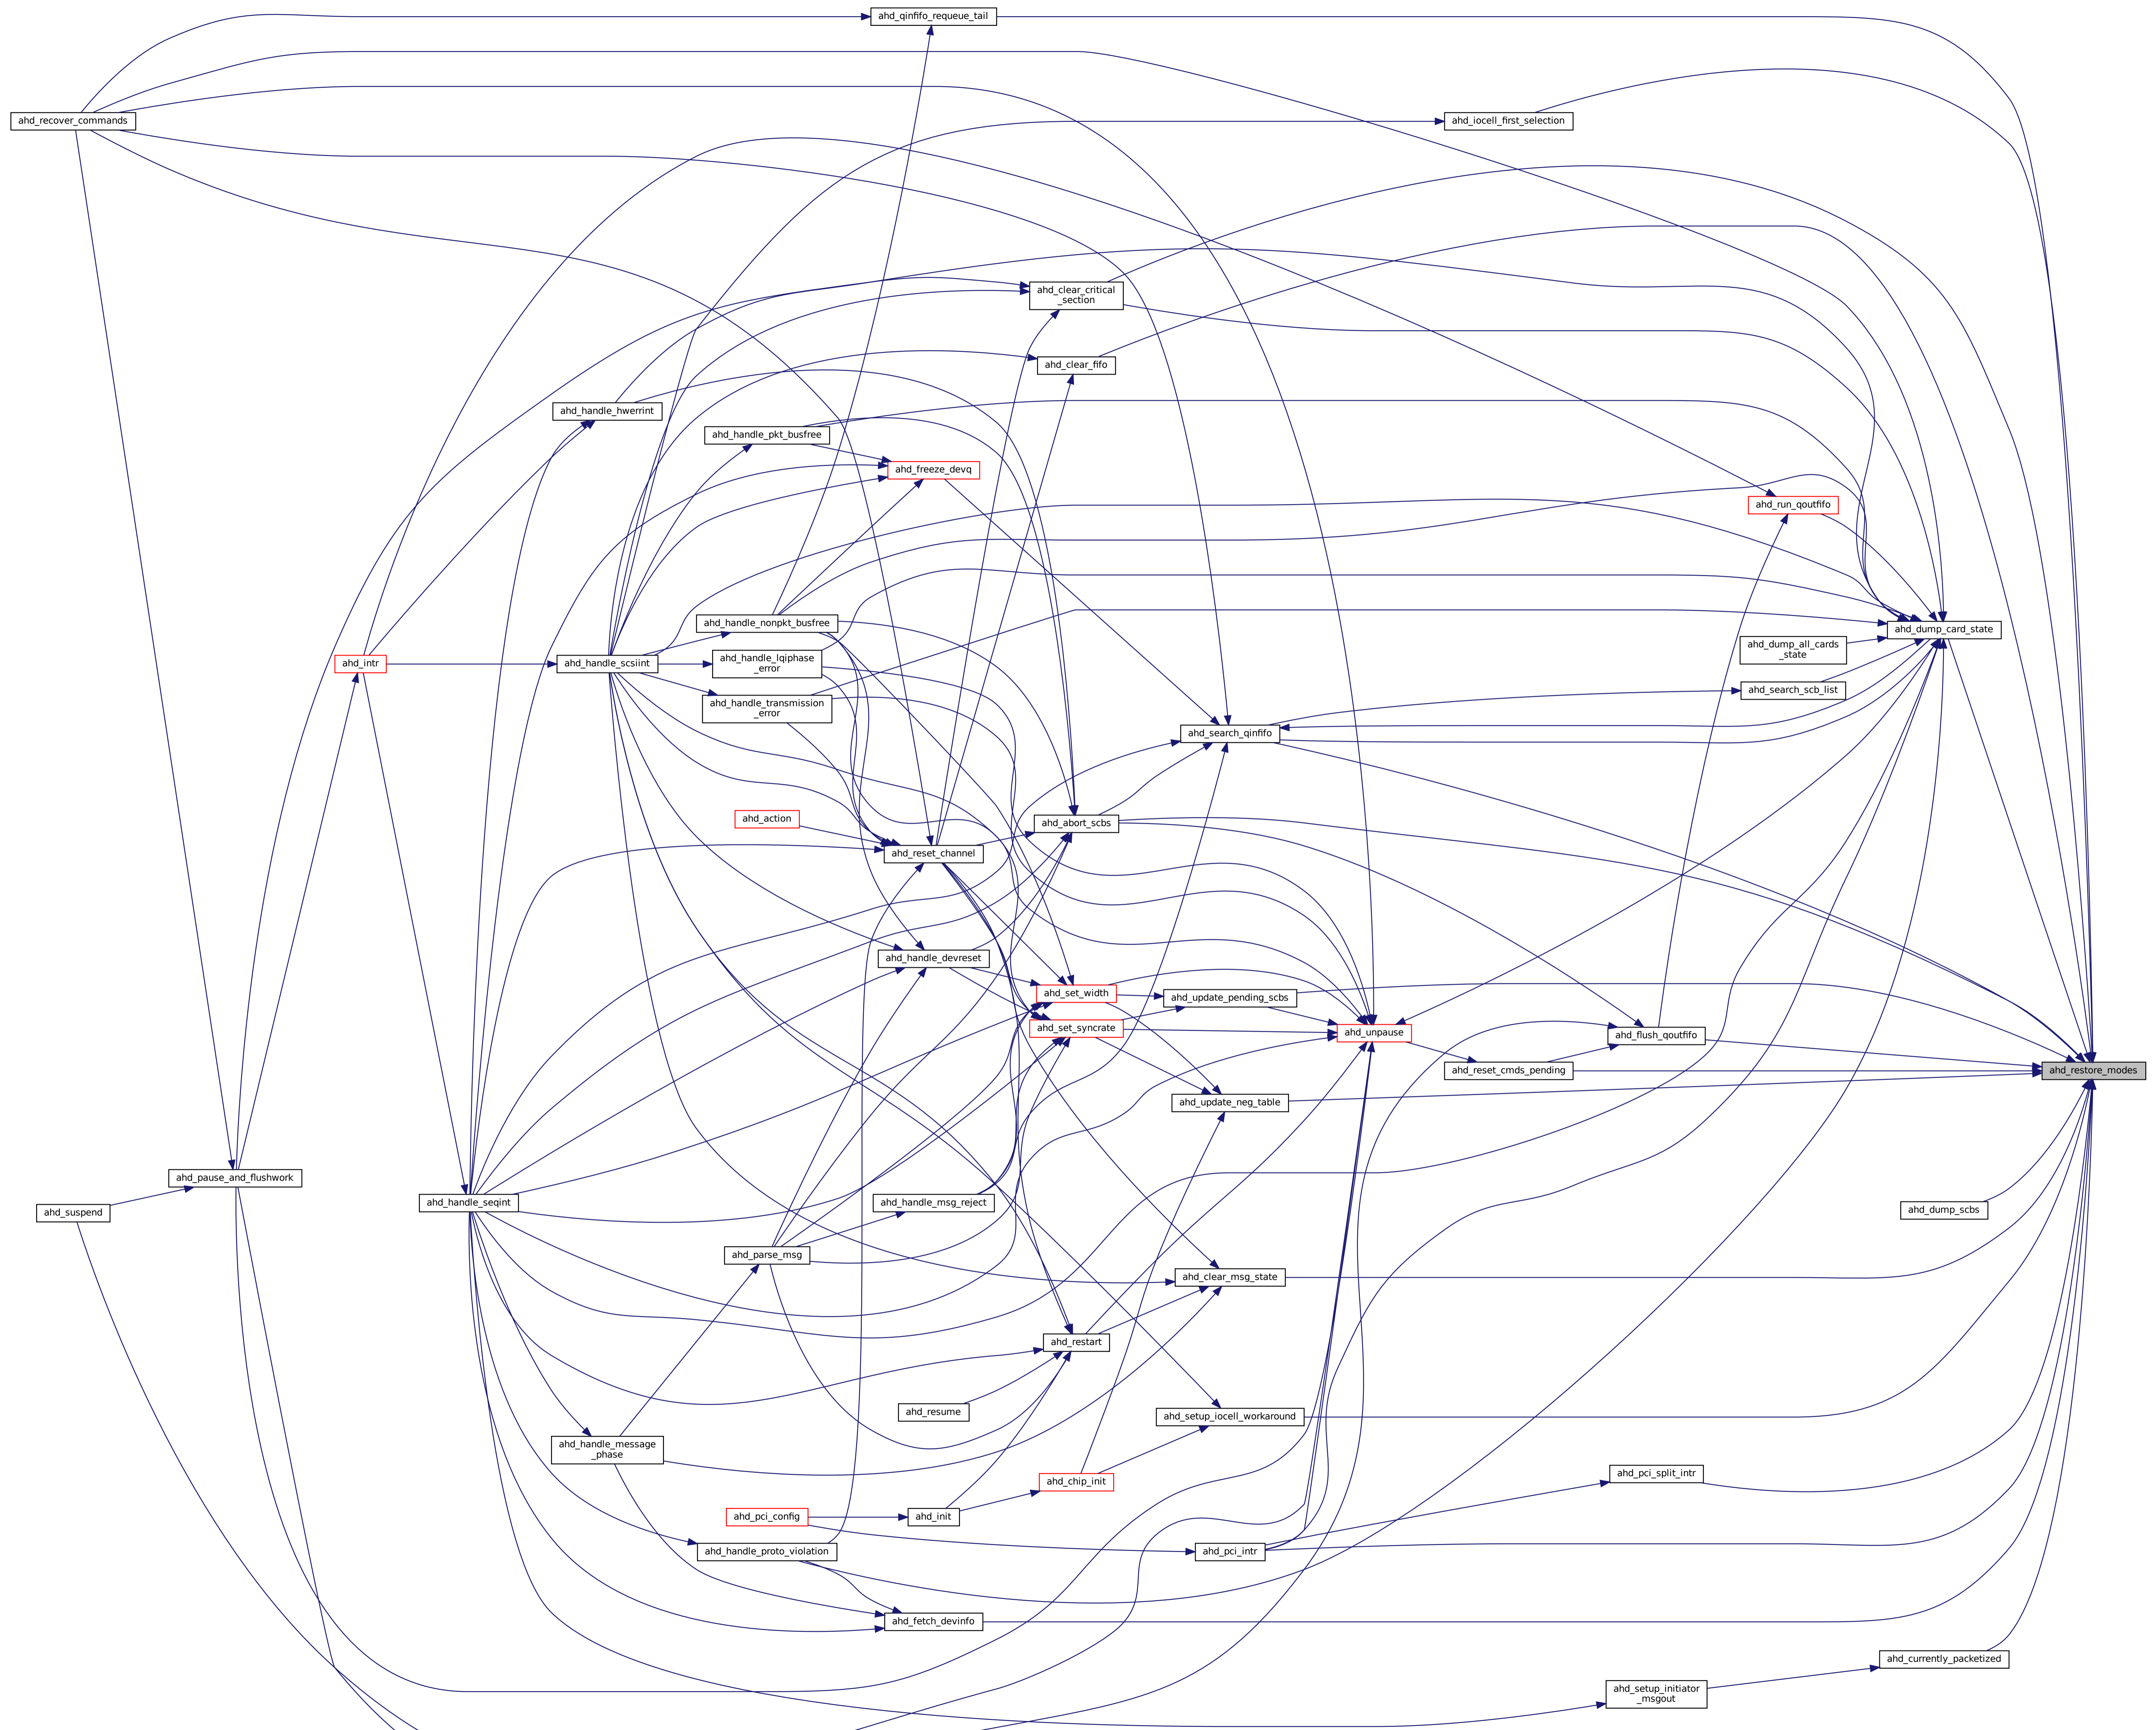 ahd_qinfifo_requeue_tail
ahd_recover_commands
ahd_iocell_first_selection
ahd_clear_critical
_section
ahd_clear_fifo
ahd_handle_hwerrint
ahd_handle_pkt_busfree
ahd_freeze_devq
ahd_run_qoutfifo
ahd_handle_nonpkt_busfree
ahd_dump_card_state
ahd_dump_all_cards
_state
ahd_intr
ahd_handle_scsiint
ahd_handle_lqiphase
_error
ahd_search_scb_list
ahd_handle_transmission
_error
ahd_search_qinfifo
ahd_action
ahd_abort_scbs
ahd_reset_channel
ahd_handle_devreset
ahd_set_width
ahd_update_pending_scbs
ahd_set_syncrate
ahd_unpause
ahd_flush_qoutfifo
ahd_reset_cmds_pending
ahd_restore_modes
ahd_update_neg_table
ahd_pause_and_flushwork
ahd_suspend
ahd_handle_seqint
ahd_handle_msg_reject
ahd_dump_scbs
ahd_parse_msg
ahd_clear_msg_state
ahd_restart
ahd_resume
ahd_setup_iocell_workaround
ahd_handle_message
_phase
ahd_chip_init
ahd_pci_split_intr
ahd_pci_config
ahd_init
ahd_handle_proto_violation
ahd_pci_intr
ahd_fetch_devinfo
ahd_currently_packetized
ahd_setup_initiator
_msgout